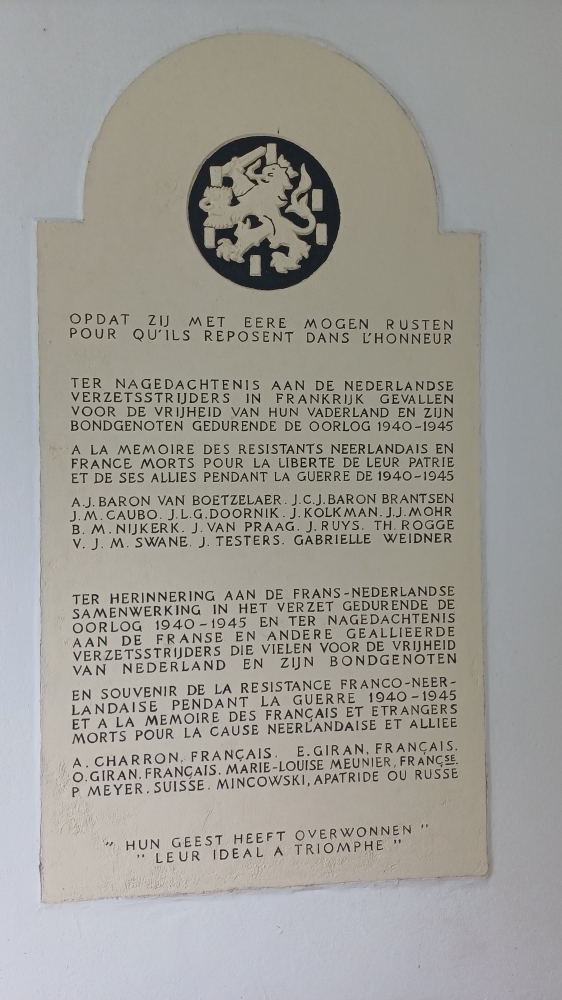 OPDAT ZIJ MET EERE MOGEN RUSTEN
POUR QU'ILS REPOSENT DANS L'HONNEUR
TER NAGEDACHTENIS AAN DE NEDERLANDSE
VERZETSSTRIJDERS IN FRANKRIJK GEVALLEN
VOOR DE VRIJHEID VAN HUN VADERLAND EN ZIJN
BONDGENOTEN GEDURENDE DE OORLOG 1940-1945
A LA MEMOIRE DES RESISTANTS NEERLANDAIS EN
FRANCE MORTS POUR LA LIBERTE DE LEUR PATRIE
ET DE SES ALLIES PENDANT LA GUERRE DE 1940-1945
A.J. BARON VAN BOETZELAER. J.C.J. BARON BRANTSEN
J.M. CAUBO. J.L.G. DOORNIK. J. KOLKMAN. J.J. MOHR
B. M. NIJKERK. J. VAN PRAAG. J. RUYS. TH. ROGGE
V. J. M. SWANE. J. TESTERS. GABRIELLE WEIDNER
TER HERINNERING AAN DE FRANS-NEDERLANDSE
SAMENWERKING IN HET VERZET GEDURENDE DE
OORLOG 1940-1945 EN TER NAGEDACHTENIS
AAN DE FRANSE EN ANDERE GEALLIEERDE
VERZETSSTRIJDERS DIE VIELEN VOOR DE VRIJHEID
VAN NEDERLAND EN ZIJN BONDGENOTEN
EN SOUVENIR DE LA RESISTANCE FRANCO-NEER-
LANDAISE PENDANT LA GUERRE 1940-1945
ET A LA MEMOIRE DES FRANÇAIS ET ETRANGERS
MORTS POUR LA CAUSE NEERLANDAISE ET ALLIEE
A. CHARRON, FRANÇAIS. E. GIRAN, FRANÇAIS.
O. GIRAN, FRANÇAIS. MARIE-LOUISE MEUNIER, FRANÇSE.
P. MEYER, SUISSE. MINCOWSKI, APATRIDE OU RUSSE
" HUN GEEST HEEFT OVERWONNEN "
" LEUR IDEAL A TRIOMPHE "